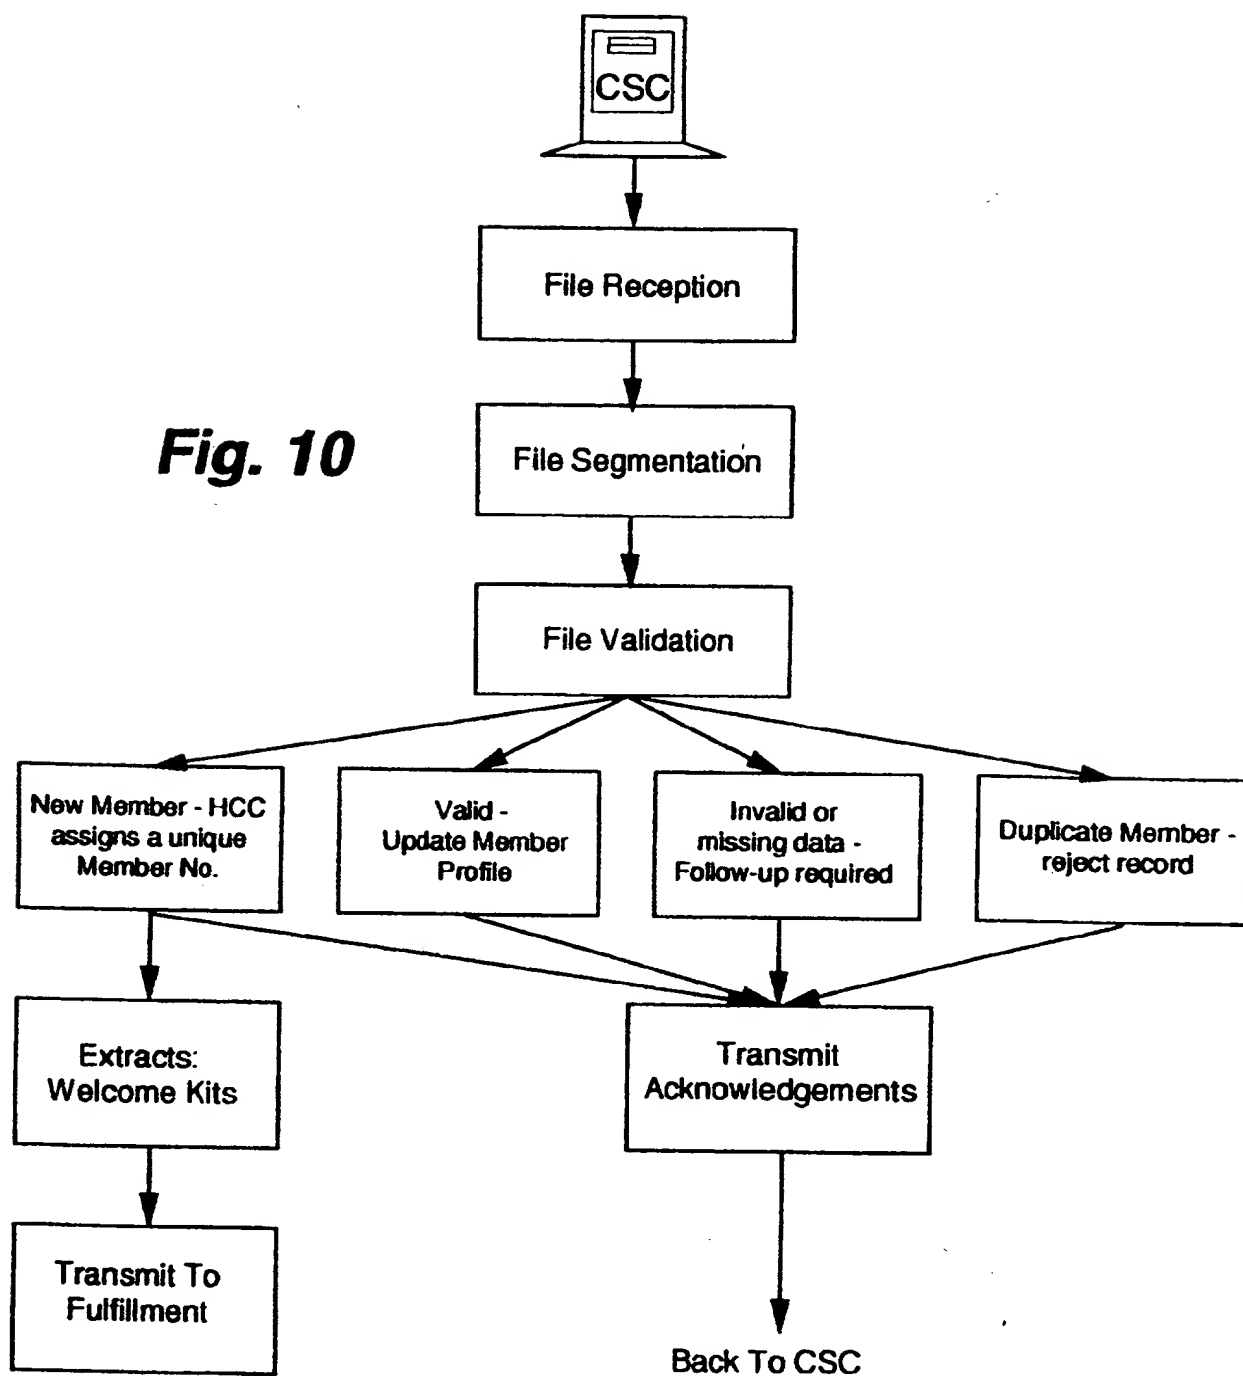 CSC
File Reception
Fig. 10
File Segmentation
File Validation
New Member - HCC
assigns a unique
Member No.
Valid -
Update Member
Profile
Invalid or
missing data -
Follow-up required
Duplicate Member -
reject record
Extracts:
Welcome Kits
Transmit
Acknowledgements
Transmit To
Fulfillment
Back To CSC